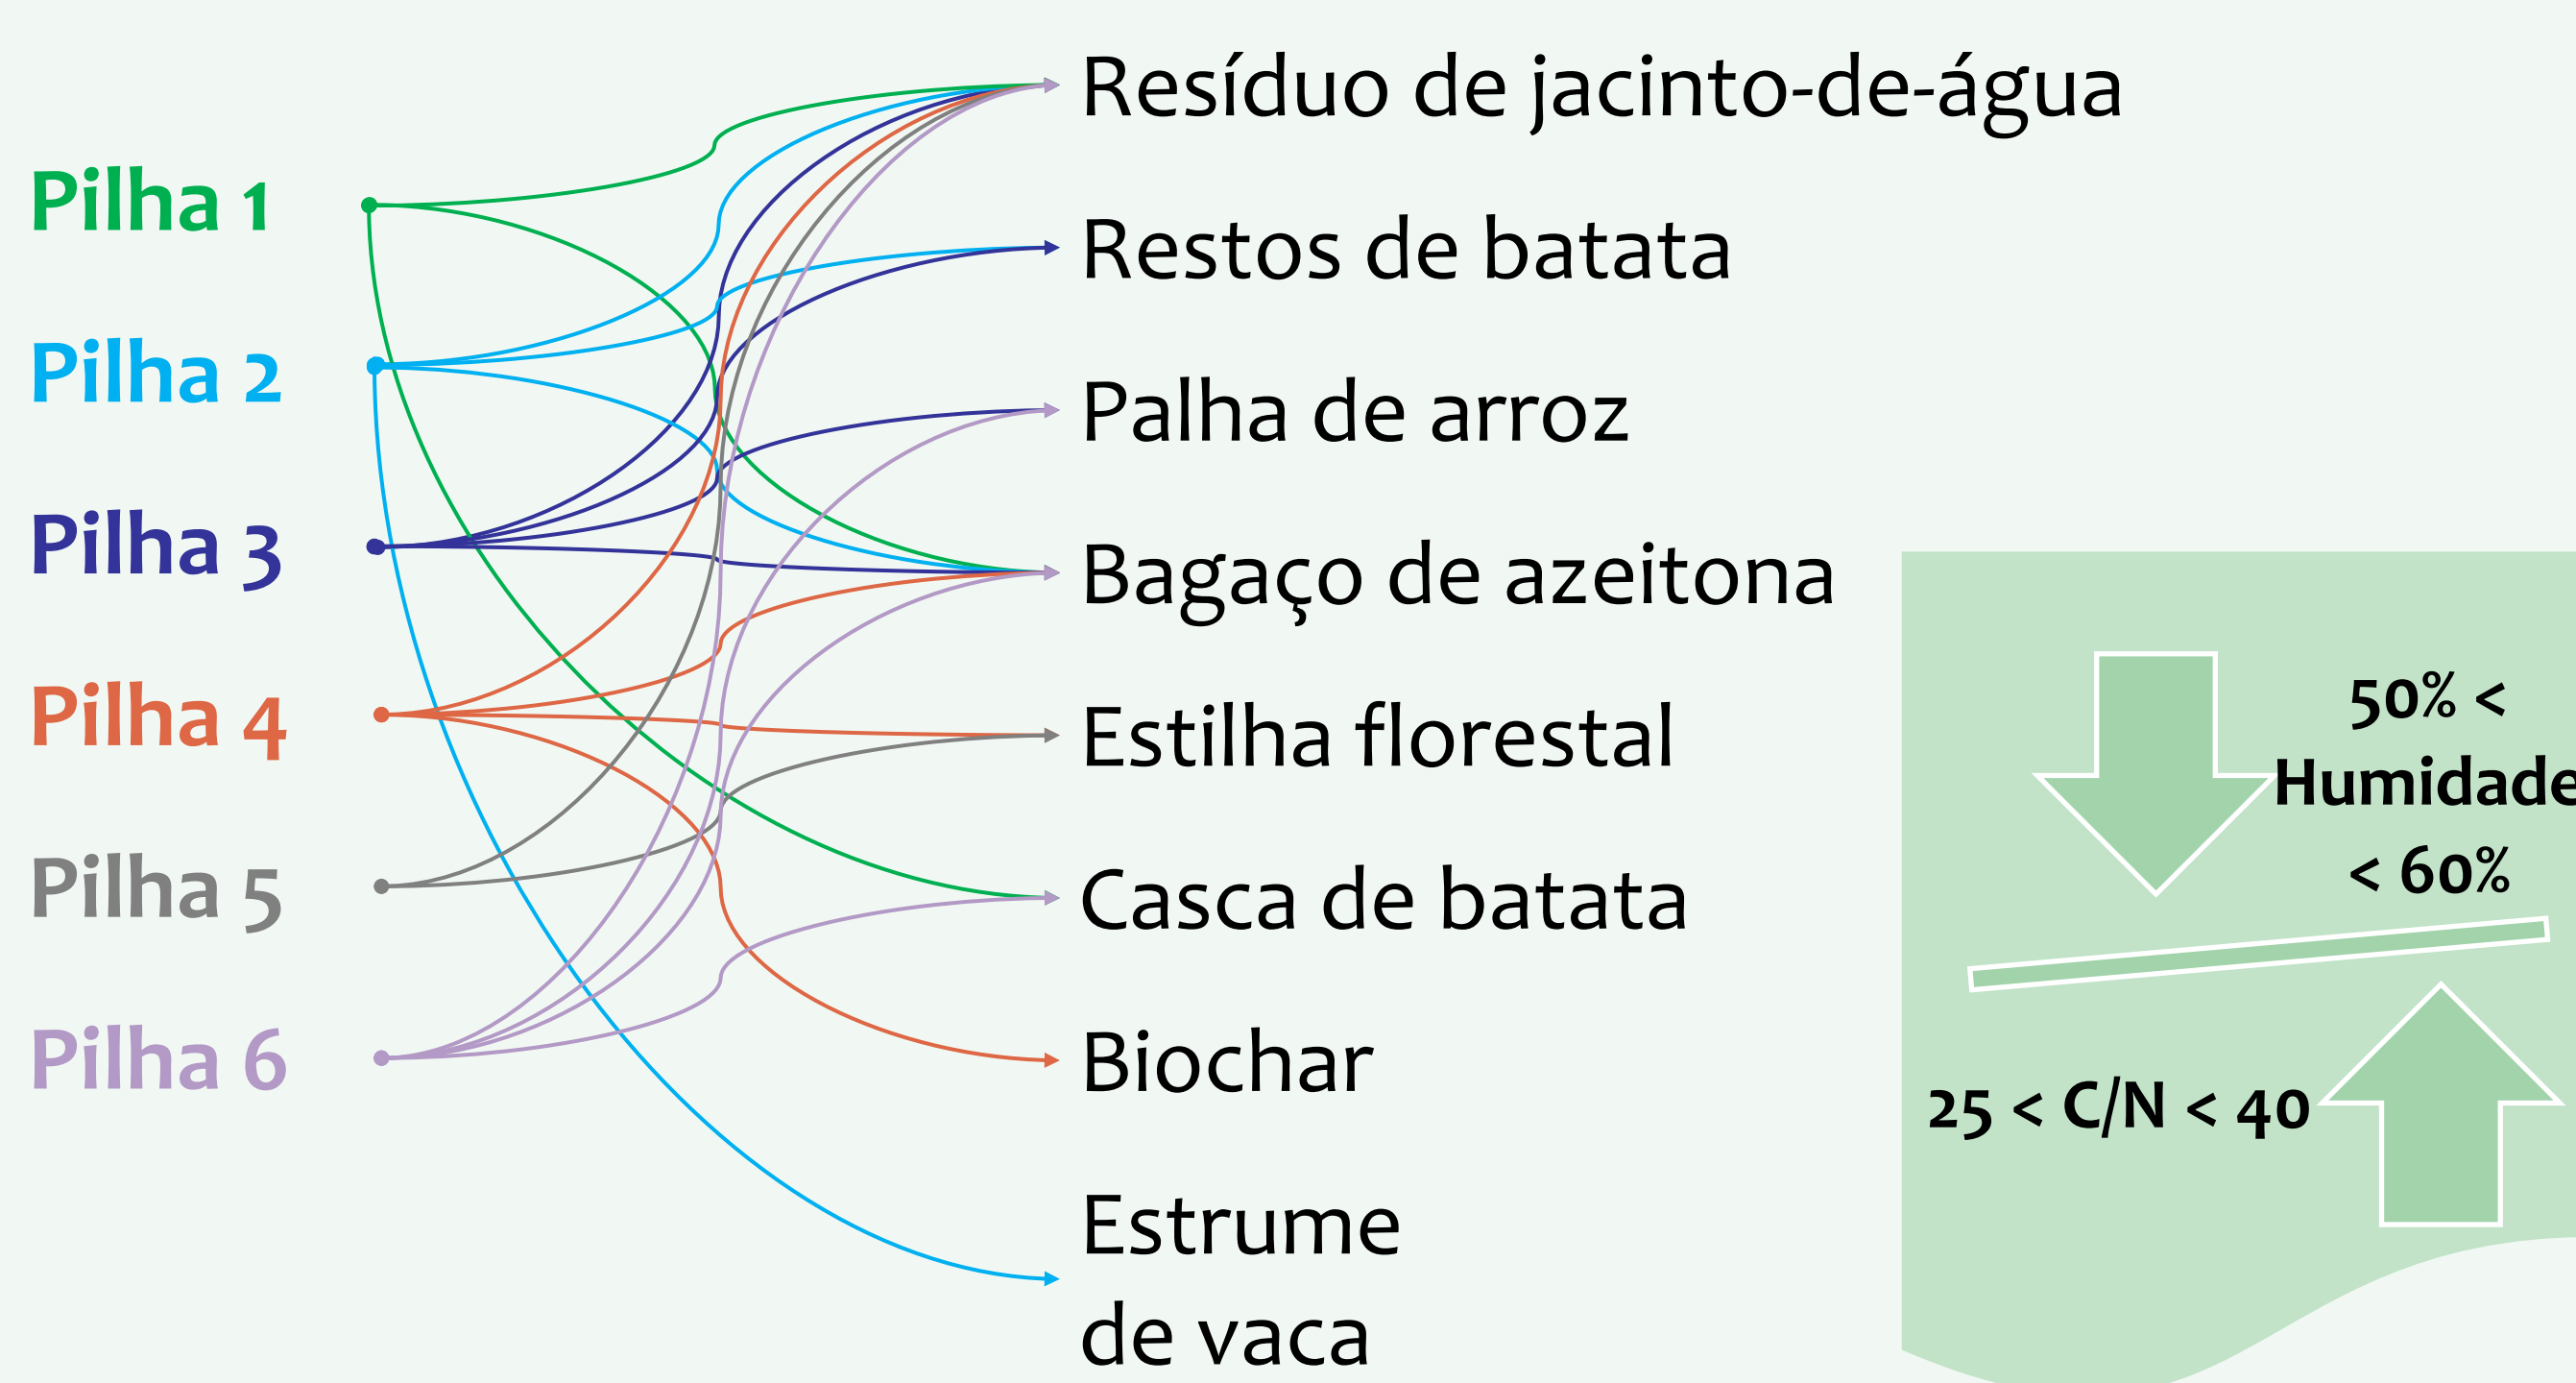 Pilha 1
Pilha 2
Pilha 3
Pilha 4
Pilha 5
Pilha 6
Resíduo de jacinto-de-água
Restos de batata
Palha de arroz
Bagaço de azeitona
Estilha florestal
Casca de batata
Biochar
Estrume
de vaca
50% <
Humidade
< 60%
25 < C/N < 40